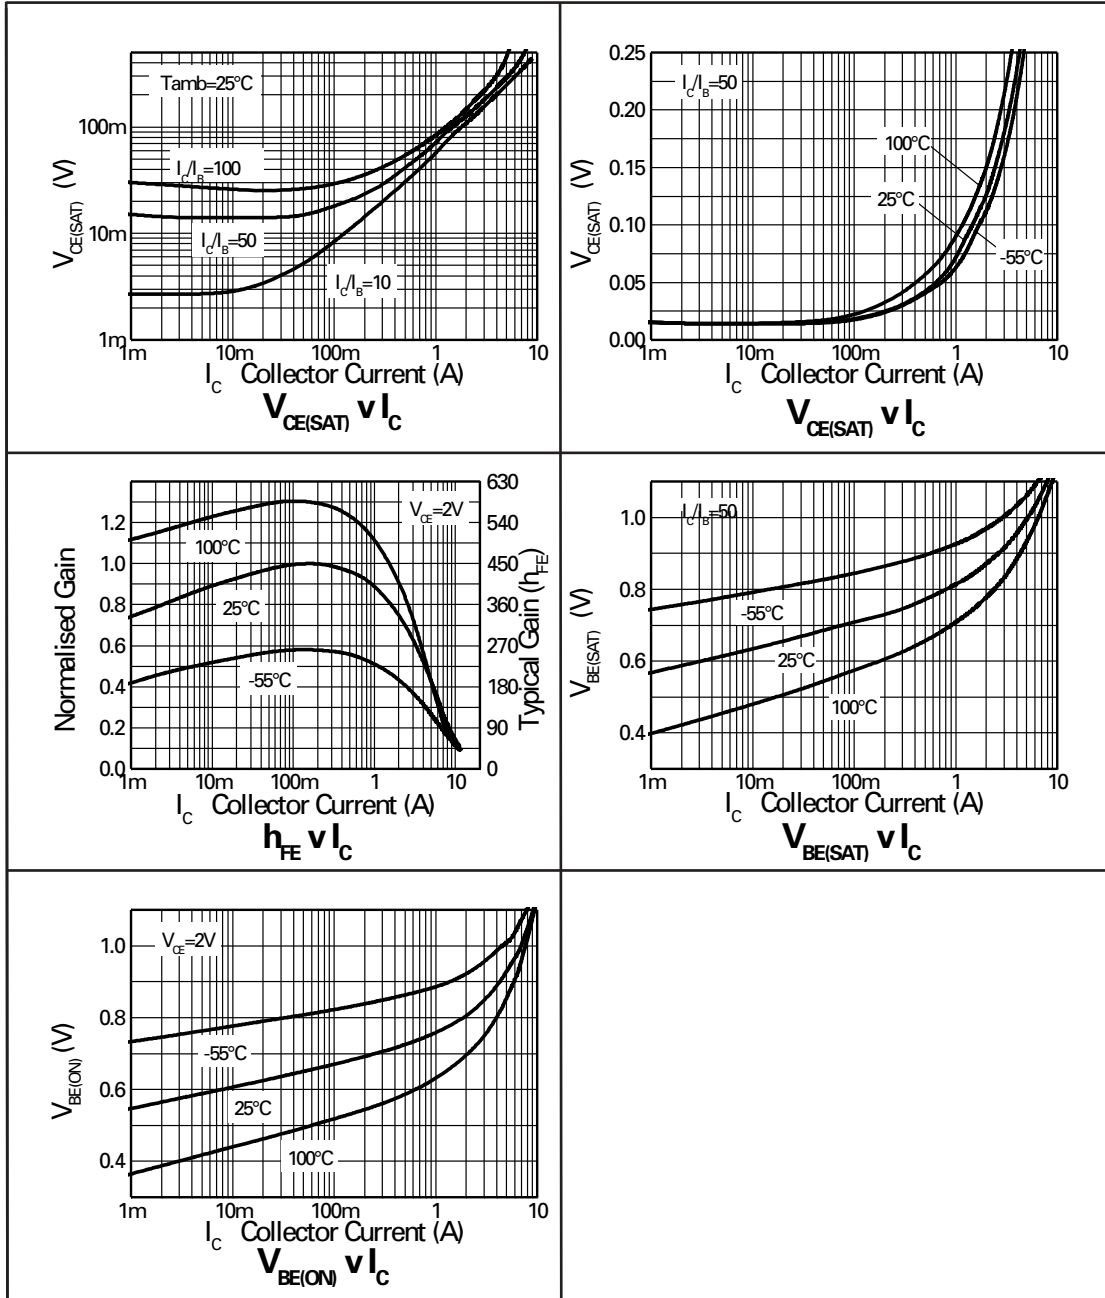 Tamb=25°C
100m
I_C/I_B=100
10m
I_C/I_B=50
I_C/I_B=10
1m
1m 10m 100m 1 10
V_CE(SAT) (V)
I_C Collector Current (A)
V_CE(SAT) v I_C
0.25
I_C/I_B=50
0.20
100°C
0.15
25°C
0.10
-55°C
0.05
0.00
1m 10m 100m 1 10
V_CE(SAT) (V)
I_C Collector Current (A)
V_CE(SAT) v I_C
630
V_CE=2V
1.2 540
100°C
1.0 450
0.8 360
25°C
0.6 270
-55°C
0.4 180
0.2 90
0.0 0
1m 10m 100m 1 10
Normalised Gain
Typical Gain (h_FE)
I_C Collector Current (A)
h_FE v I_C
I_C/I_B=50
1.0
0.8
-55°C
25°C
0.6
100°C
0.4
1m 10m 100m 1 10
V_BE(SAT) (V)
I_C Collector Current (A)
V_BE(SAT) v I_C
V_CE=2V
1.0
0.8
-55°C
0.6
25°C
100°C
0.4
1m 10m 100m 1 10
V_BE(ON) (V)
I_C Collector Current (A)
V_BE(ON) v I_C